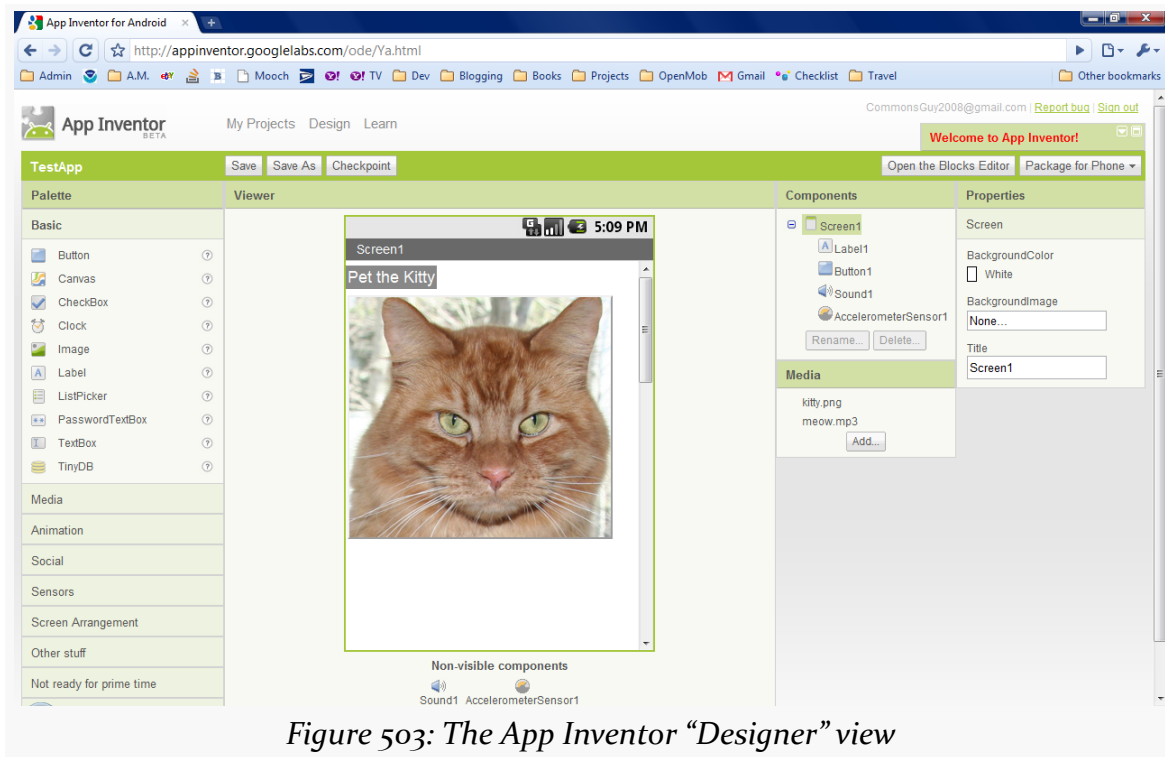 App Inventor for Android
http://appinventor.googlelabs.com/ode/Ya.html
Admin A.M. Mooch TV Dev Blogging Books Projects OpenMob Gmail Checklist Travel Other bookmarks
CommonsGuy2008@gmail.com | Report bug | Sign out
App Inventor
BETA
My Projects Design Learn
Welcome to App Inventor!
TestApp
Save Save As Checkpoint
Open the Blocks Editor Package for Phone
Palette
Basic
Button
Canvas
CheckBox
Clock
Image
Label
ListPicker
PasswordTextBox
TextBox
TinyDB
Media
Animation
Social
Sensors
Screen Arrangement
Other stuff
Not ready for prime time
Viewer
5:09 PM
Screen1
Pet the Kitty
Non-visible components
Sound1 AccelerometerSensor1
Components
Screen1
Label1
Button1
Sound1
AccelerometerSensor1
Rename... Delete...
Media
kitty.png
meow.mp3
Add...
Properties
Screen
BackgroundColor
White
BackgroundImage
None...
Title
Screen1
Figure 503: The App Inventor “Designer” view